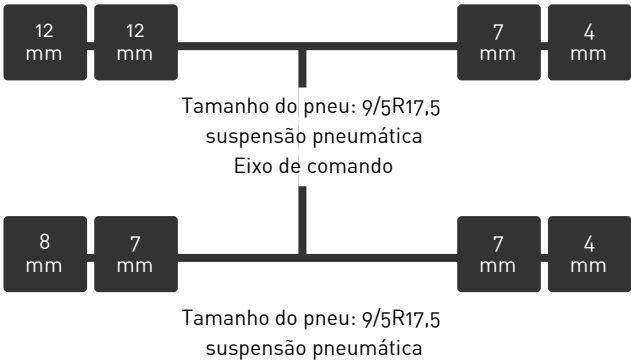 12 mm 12 mm 7 mm 4 mm
Tamanho do pneu: 9/5R17,5
suspensão pneumática
Eixo de comando
8 mm 7 mm 7 mm 4 mm
Tamanho do pneu: 9/5R17,5
suspensão pneumática